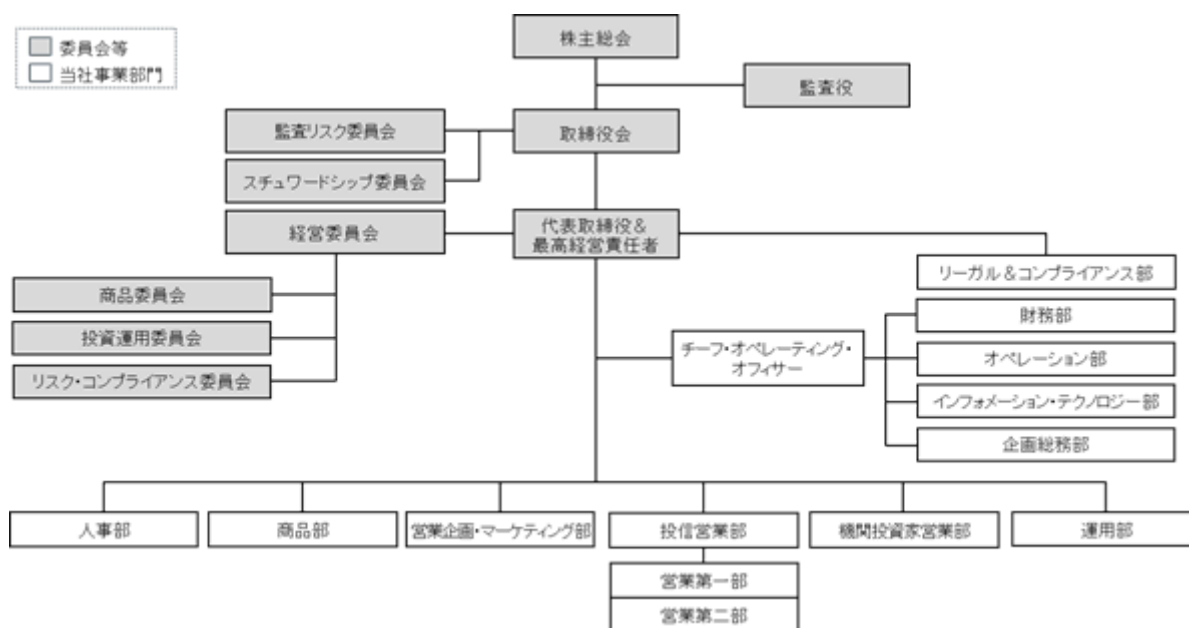 委員会等
当社事業部門
株主総会
監査役
監査リスク委員会
取締役会
スチュワードシップ委員会
経営委員会
代表取締役&
最高経営責任者
リーガル&コンプライアンス部
商品委員会
財務部
投資運用委員会
チーフ・オペレーティング・
オフィサー
オペレーション部
リスク・コンプライアンス委員会
インフォメーション・テクノロジー部
企画総務部
人事部
商品部
営業企画・マーケティング部
投信営業部
機関投資家営業部
運用部
営業第一部
営業第二部